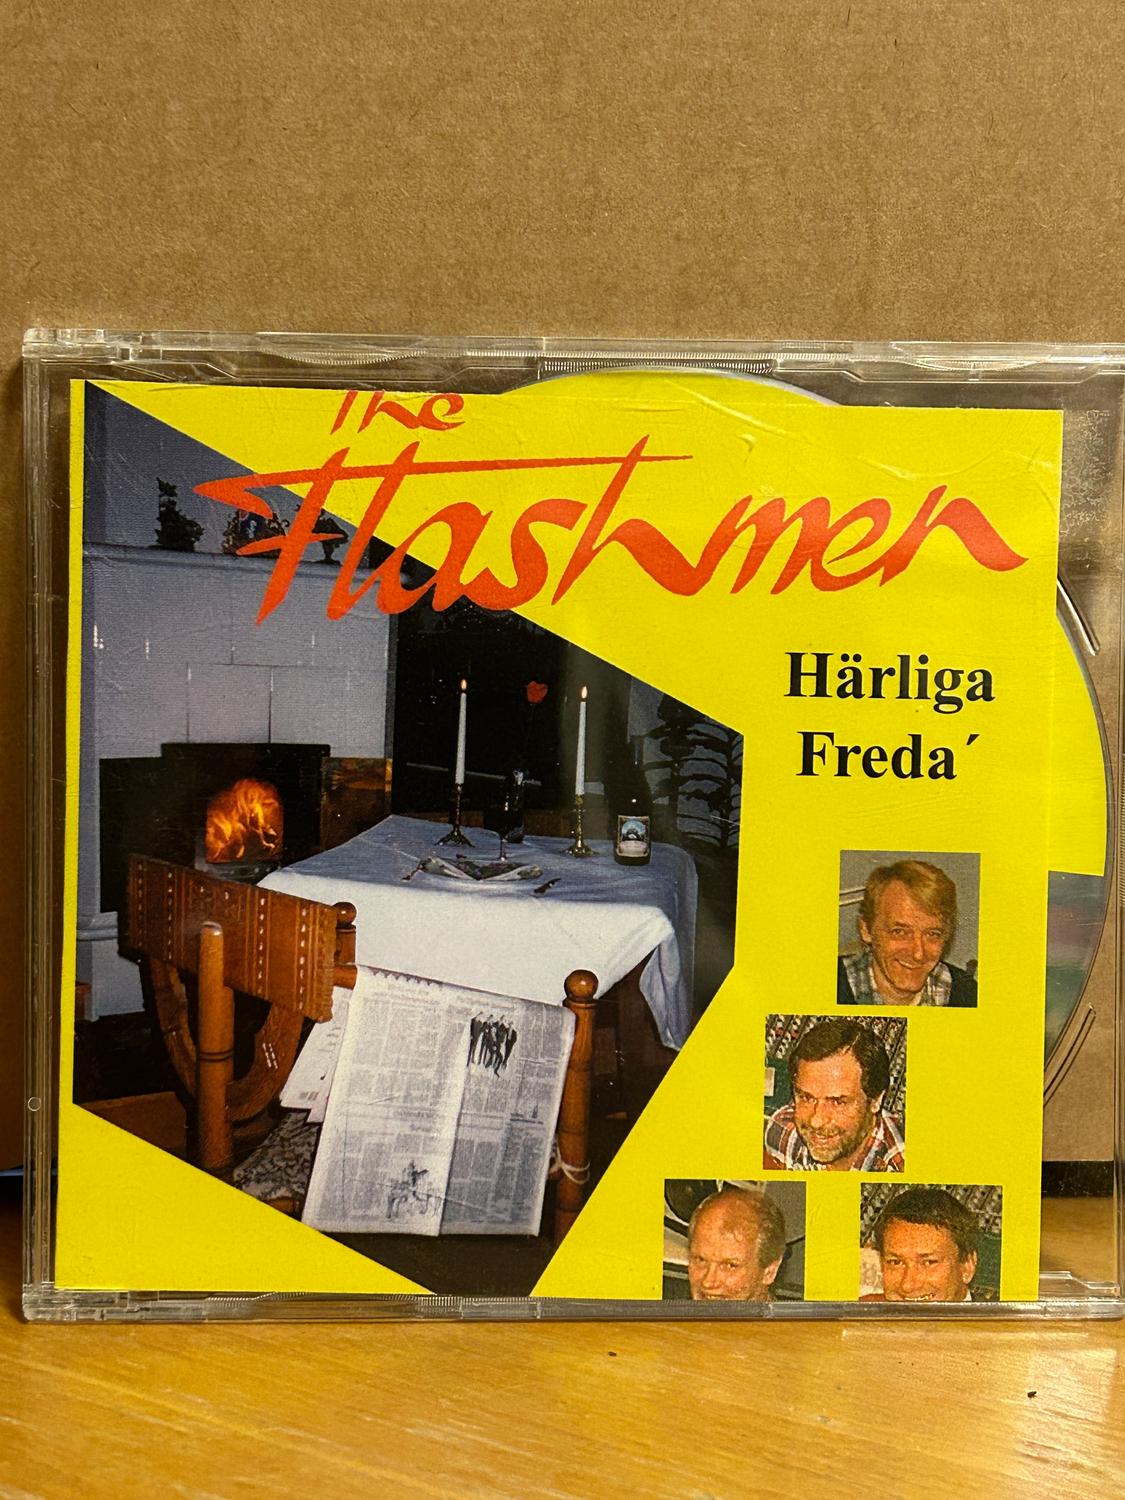 The
Flashmen
Härliga
Freda´